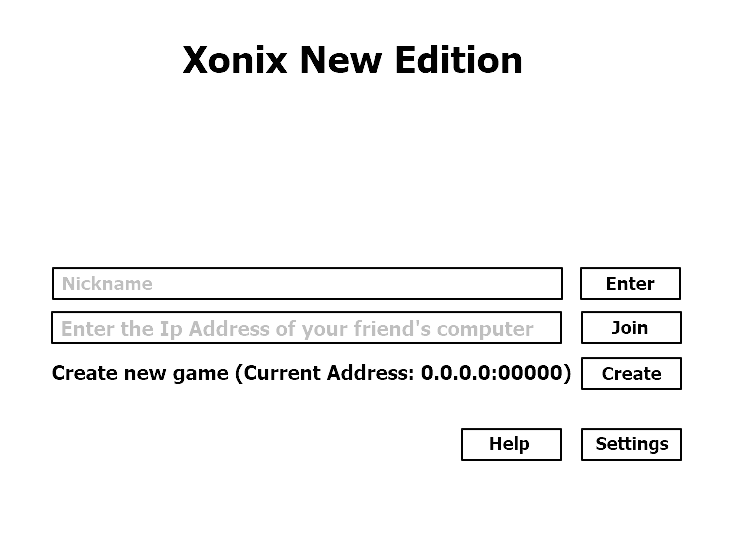 Xonix New Edition
Nickname Enter
Enter the Ip Address of your friend's computer Join
Create new game (Current Address: 0.0.0.0:00000) Create
Help Settings